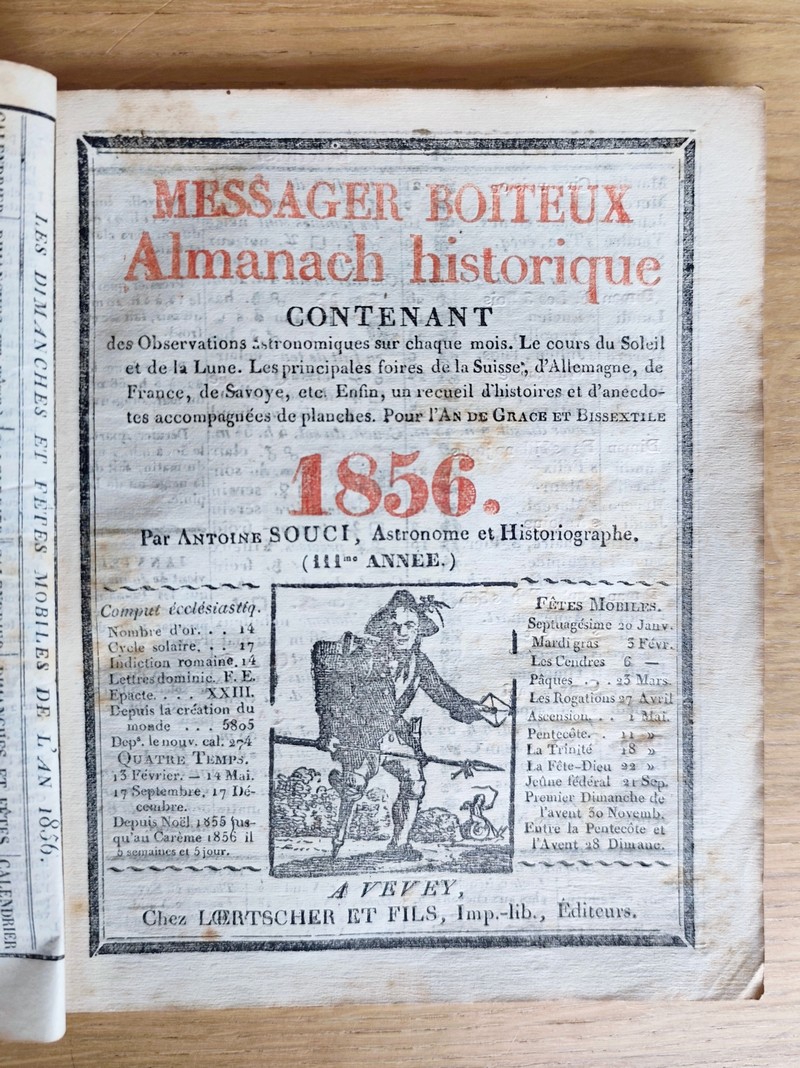 LES DIMANCHES ET FÊTES MOBILES DE L'AN 1856.
CALENDRIER
MESSAGER BOITEUX
Almanach historique
CONTENANT
des Observations astronomiques sur chaque mois. Le cours du Soleil
et de la Lune. Les principales foires de la Suisse, d'Allemagne, de
France, de Savoye, etc. Enfin, un recueil d'histoires et d'anecdo-
tes accompagnées de planches. Pour l'AN DE GRACE ET BISSEXTILE
1856.
Par ANTOINE SOUCI, Astronome et Historiographe.
(111me ANNEE.)
Comput ecclésiastiq.
Nombre d'or. . . 14
Cycle solaire. . . 17
Indiction romaine. 14
Lettres dominic. F. E.
Epacte. . . . XXIII.
Depuis la création du
monde . . . 5805
Deps. le nouv. cal. 274
QUATRE TEMPS.
13 Février. — 14 Mai.
17 Septembre. 17 Dé-
cembre.
Depuis Noël 1855 jus-
qu'au Carême 1856 il
5 semaines et 5 jour.
FÊTES MOBILES.
Septuagésime 20 Janv.
Mardi gras 5 Févr.
Les Cendres 6 —
Pâques . . . 23 Mars.
Les Rogations 27 Avril
Ascension. . . 1 Mai.
Pentecôte. . 11 »
La Trinité 18 »
La Fête-Dieu 22 »
Jeûne fédéral 21 Sep.
Premier Dimanche de
l'avent 30 Novemb.
Entre la Pentecôte et
l'Avent 28 Dimanc.
A VEVEY,
Chez LŒRTSCHER ET FILS, Imp.-lib., Éditeurs.